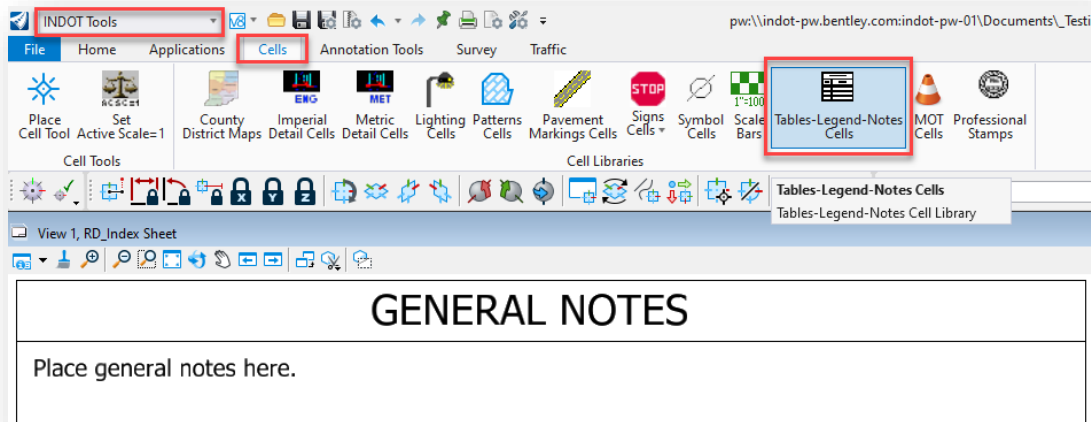 INDOT Tools
V8
pw:\\indot-pw.bentley.com:indot-pw-01\Documents\_Testi
File Home Applications Cells Annotation Tools Survey Traffic
ACSC=1 ENG MET STOP 1"=100
Place Cell Tool
Set Active Scale=1
County District Maps
Imperial Detail Cells
Metric Detail Cells
Lighting Cells
Patterns Cells
Pavement Markings Cells
Signs Cells
Symbol Cells
Scale Bars
Tables-Legend-Notes Cells
MOT Cells
Professional Stamps
Cell Tools
Cell Libraries
X Y Z
Tables-Legend-Notes Cells
Tables-Legend-Notes Cell Library
View 1, RD_Index Sheet
GENERAL NOTES
Place general notes here.